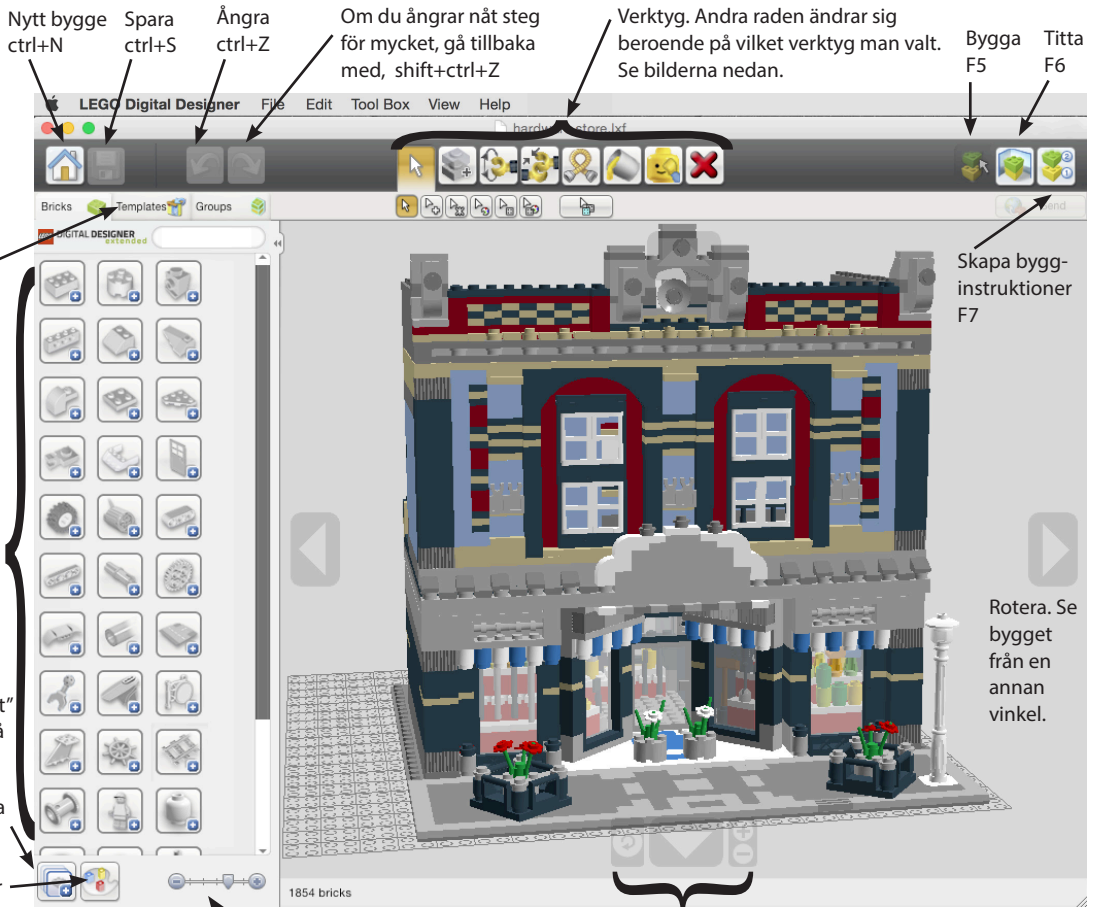 Nytt bygge
ctrl+N
Spara
ctrl+S
Ångra
ctrl+Z
Om du ångrar nåt steg
för mycket, gå tillbaka
med, shift+ctrl+Z
Verktyg. Andra raden ändrar sig
beroende på vilket verktyg man valt.
Se bilderna nedan.
Bygga
F5
Titta
F6
LEGO Digital Designer File Edit Tool Box View Help
hardware store.lxf
Bricks Templates Groups
DIGITAL DESIGNER
extended
Skapa bygg-
instruktioner
F7
Rotera. Se
bygget
från en
annan
vinkel.
t"
å
a
1854 bricks